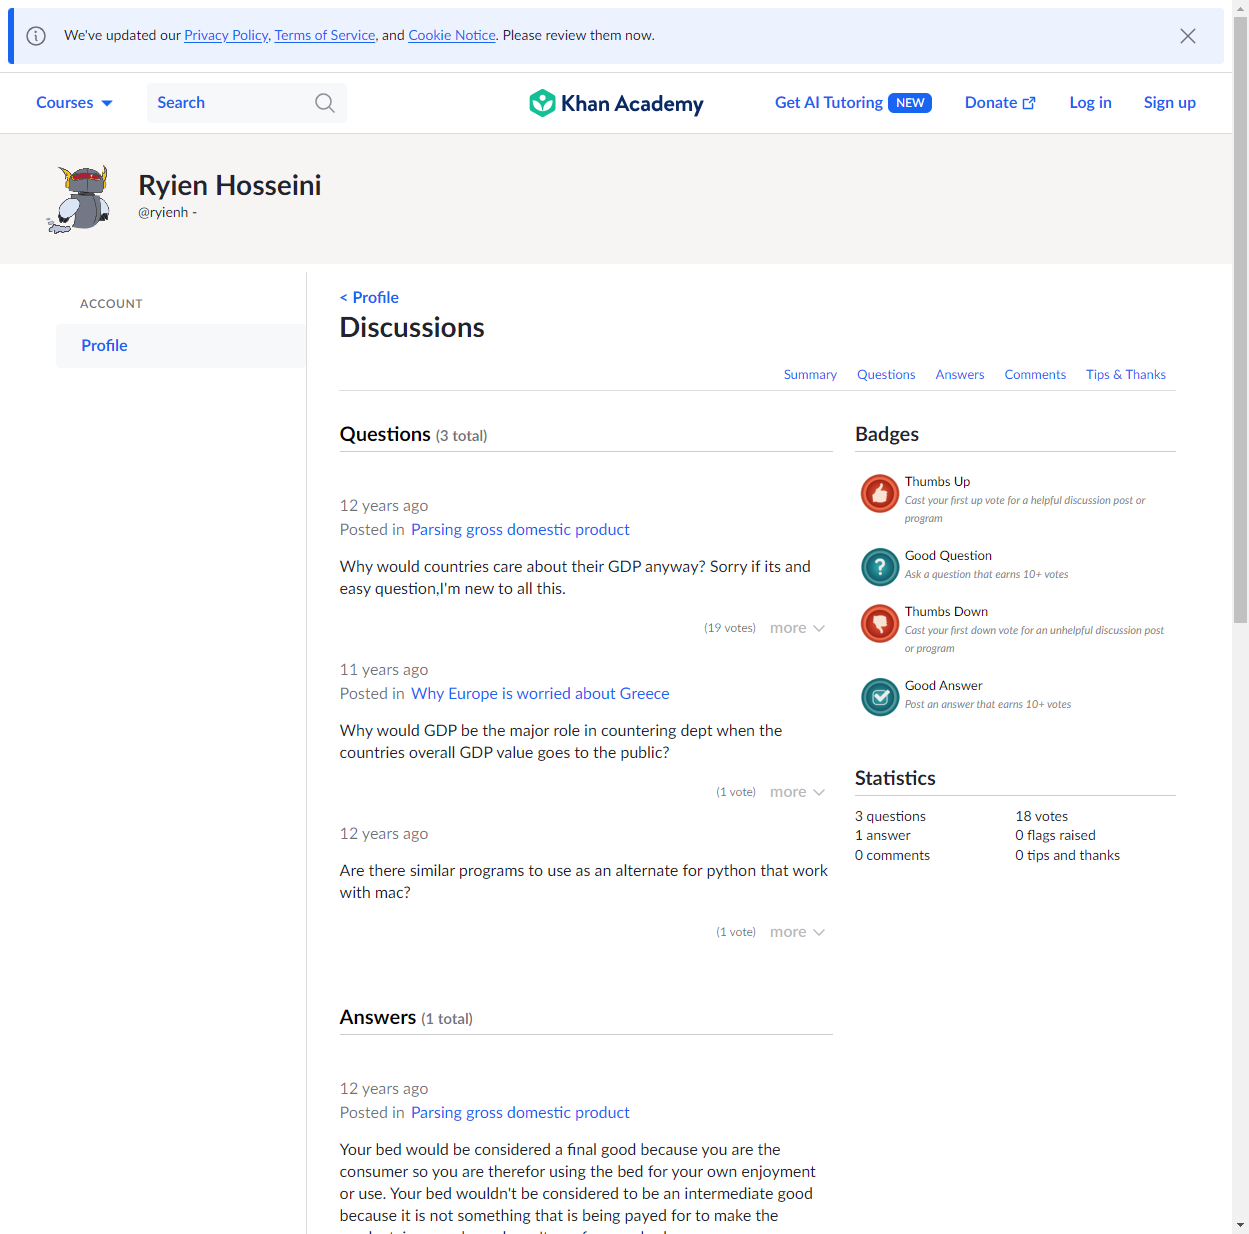 We've updated our Privacy Policy, Terms of Service, and Cookie Notice. Please review them now.
Courses
Search
Khan Academy
Get AI Tutoring NEW
Donate
Log in
Sign up
Ryien Hosseini
@ryienh -
ACCOUNT
Profile
< Profile
Discussions
Summary Questions Answers Comments Tips & Thanks
Questions (3 total)
12 years ago
Posted in Parsing gross domestic product
Why would countries care about their GDP anyway? Sorry if its and
easy question,I'm new to all this.
(19 votes) more
11 years ago
Posted in Why Europe is worried about Greece
Why would GDP be the major role in countering dept when the
countries overall GDP value goes to the public?
(1 vote) more
12 years ago
Are there similar programs to use as an alternate for python that work
with mac?
(1 vote) more
Answers (1 total)
12 years ago
Posted in Parsing gross domestic product
Your bed would be considered a final good because you are the
consumer so you are therefor using the bed for your own enjoyment
or use. Your bed wouldn't be considered to be an intermediate good
because it is not something that is being payed for to make the
Badges
Thumbs Up
Cast your first up vote for a helpful discussion post or
program
Good Question
Ask a question that earns 10+ votes
Thumbs Down
Cast your first down vote for an unhelpful discussion post
or program
Good Answer
Post an answer that earns 10+ votes
Statistics
3 questions
1 answer
0 comments
18 votes
0 flags raised
0 tips and thanks